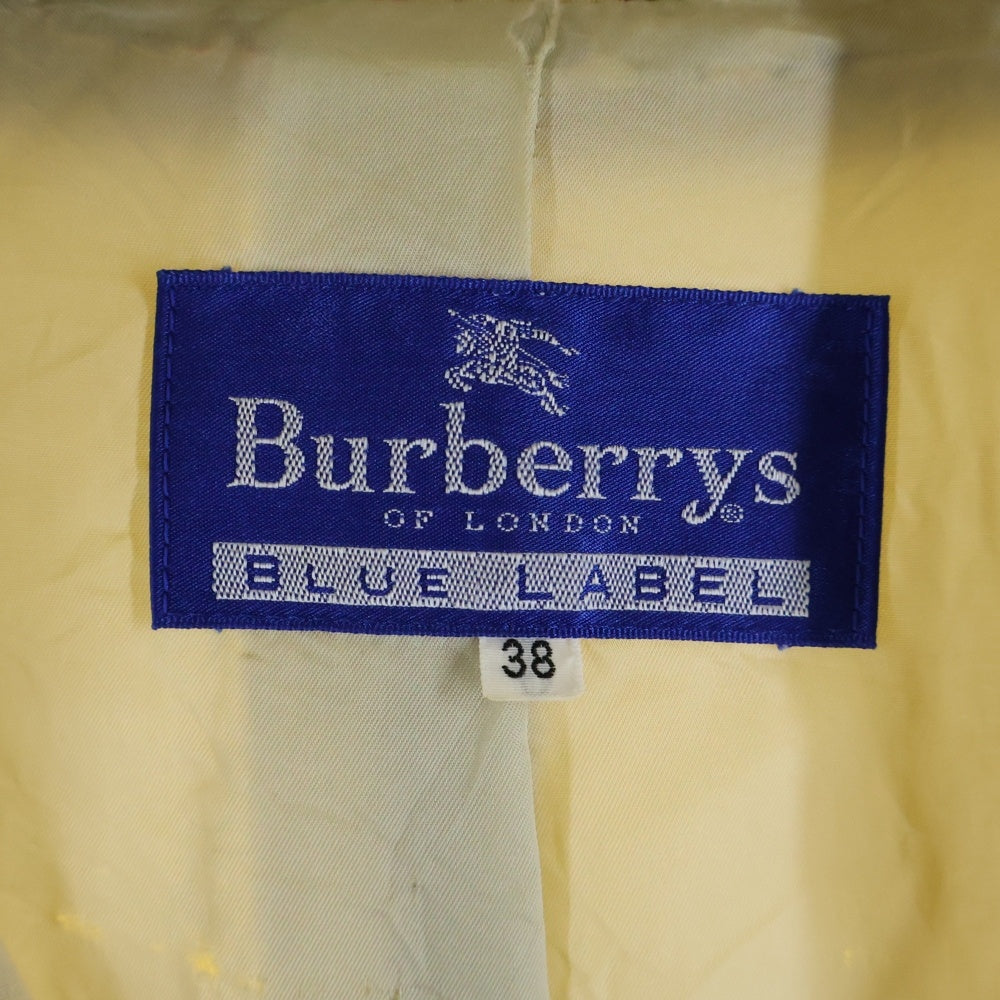 Burberrys®
OF LONDON
BLUE LABEL
38